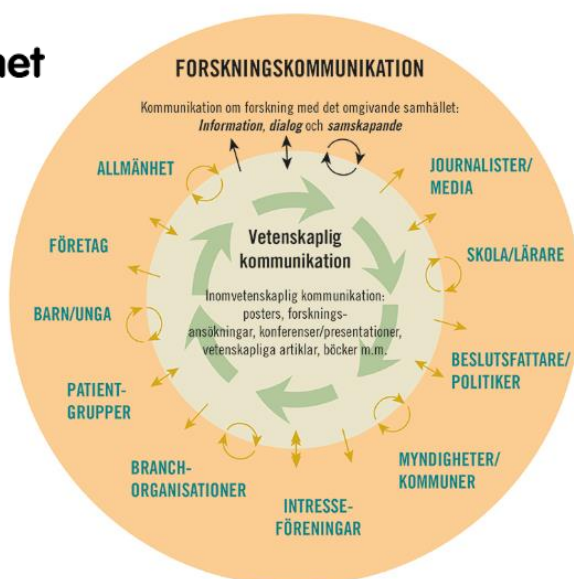 net
FORSKNINGSKOMMUNIKATION
Kommunikation om forskning med det omgivande samhället:
Information, dialog och samskapande
ALLMÄNHET
JOURNALISTER/
MEDIA
FÖRETAG
SKOLA/LÄRARE
BARN/UNGA
BESLUTSFATTARE/
POLITIKER
PATIENT-
GRUPPER
MYNDIGHETER/
KOMMUNER
BRANCH-
ORGANISATIONER
INTRESSE-
FÖRENINGAR
Vetenskaplig
kommunikation
Inomvetenskaplig kommunikation:
posters, forsknings-
ansökningar, konferenser/presentationer,
vetenskapliga artiklar, böcker m.m.